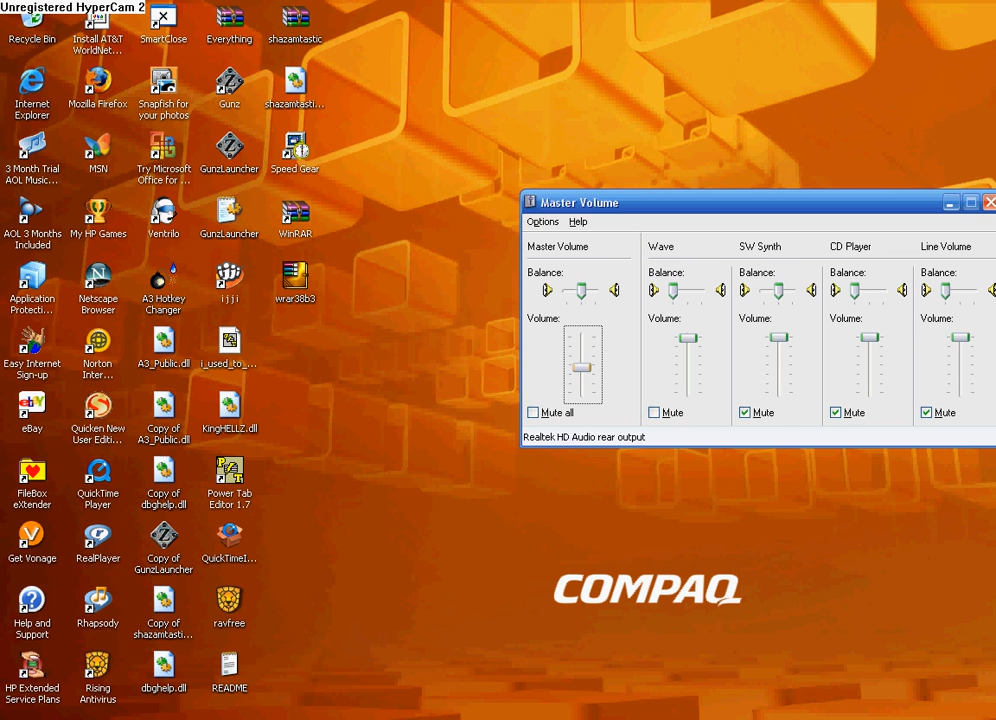 Unregistered HyperCam 2
Recycle Bin
Install AT&T
WorldNet...
SmartClose
Everything
shazamtastic
Internet
Explorer
Mozilla Firefox
Snapfish for
your photos
Gunz
shazamtasti...
3 Month Trial
AOL Music...
MSN
Try Microsoft
Office for ...
GunzLauncher
Speed Gear
AOL 3 Months
Included
My HP Games
Ventrilo
GunzLauncher
WinRAR
Application
Protecti...
Netscape
Browser
A3 Hotkey
Changer
ijji
wrar38b3
Easy Internet
Sign-up
Norton
Inter...
A3_Public.dll
i_used_to_...
eBay
Quicken New
User Editi...
Copy of
A3_Public.dll
KingHELLZ.dll
FileBox
eXtender
QuickTime
Player
Copy of
dbghelp.dll
Power Tab
Editor 1.7
Get Vonage
RealPlayer
Copy of
GunzLauncher
QuickTimeI...
Help and
Support
Rhapsody
Copy of
shazamtasti...
ravfree
HP Extended
Service Plans
Rising
Antivirus
dbghelp.dll
README
Master Volume
Options Help
Master Volume Wave SW Synth CD Player Line Volume
Balance: Balance: Balance: Balance: Balance:
Volume: Volume: Volume: Volume: Volume:
Mute all Mute Mute Mute Mute
Realtek HD Audio rear output
COMPAQ